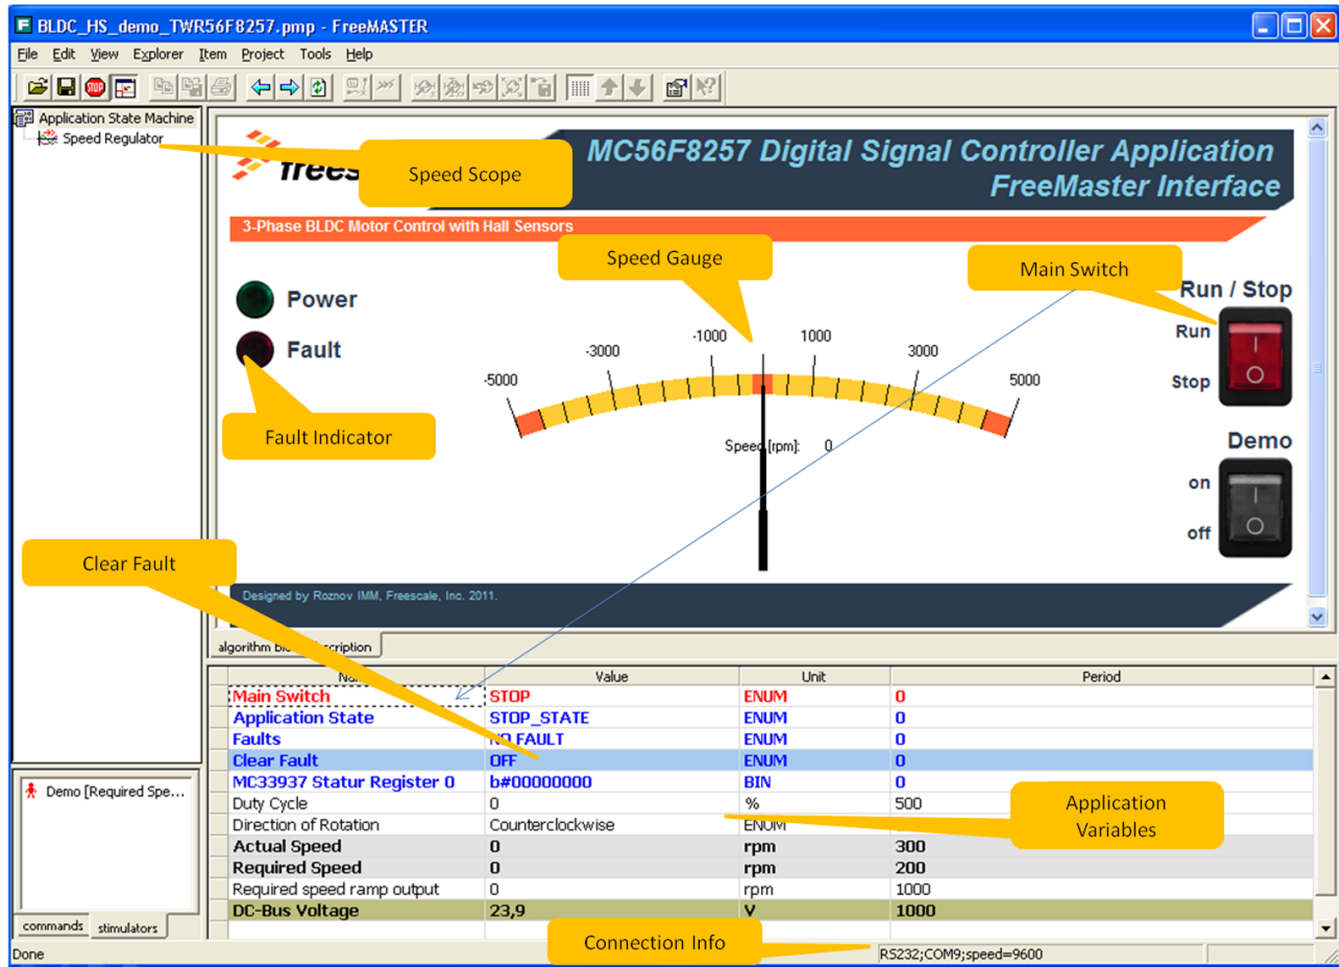 BLDC_HS_demo_TWR56F8257.pmp - FreeMASTER
File Edit View Explorer Item Project Tools Help
STOP
Application State Machine
Speed Regulator
Speed Scope
MC56F8257 Digital Signal Controller Application
FreeMaster Interface
3-Phase BLDC Motor Control with Hall Sensors
Speed Gauge
Main Switch
Power
Fault
Fault Indicator
-5000 -3000 -1000 1000 3000 5000
Speed [rpm]: 0
Run / Stop
Run
Stop
Demo
on
off
Clear Fault
Designed by Roznov IMM, Freescale, Inc. 2011.
algorithm
Value Unit Period
Main Switch STOP ENUM 0
Application State STOP_STATE ENUM 0
Faults NO FAULT ENUM 0
Clear Fault OFF ENUM 0
MC33937 Statur Register 0 b#00000000 BIN 0
Duty Cycle 0 % 500
Direction of Rotation Counterclockwise ENUM
Actual Speed 0 rpm 300
Required Speed 0 rpm 200
Required speed ramp output 0 rpm 1000
DC-Bus Voltage 23,9 V 1000
Application
Variables
Demo [Required Spe...
commands stimulators
Connection Info
Done
RS232;COM9;speed=9600